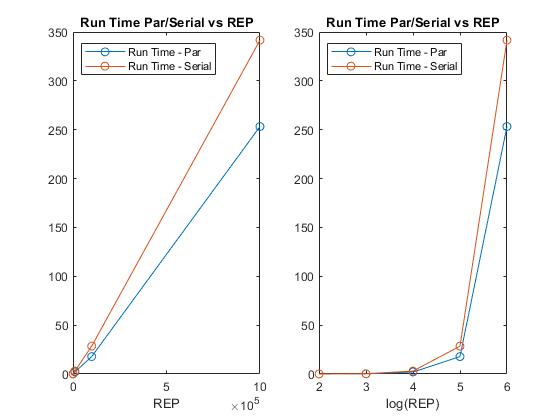 Run Time Par/Serial vs REP
Run Time - Par
Run Time - Serial
350
300
250
200
150
100
50
0
0 5 10
REP
×10^5
Run Time Par/Serial vs REP
Run Time - Par
Run Time - Serial
350
300
250
200
150
100
50
0
2 3 4 5 6
log(REP)